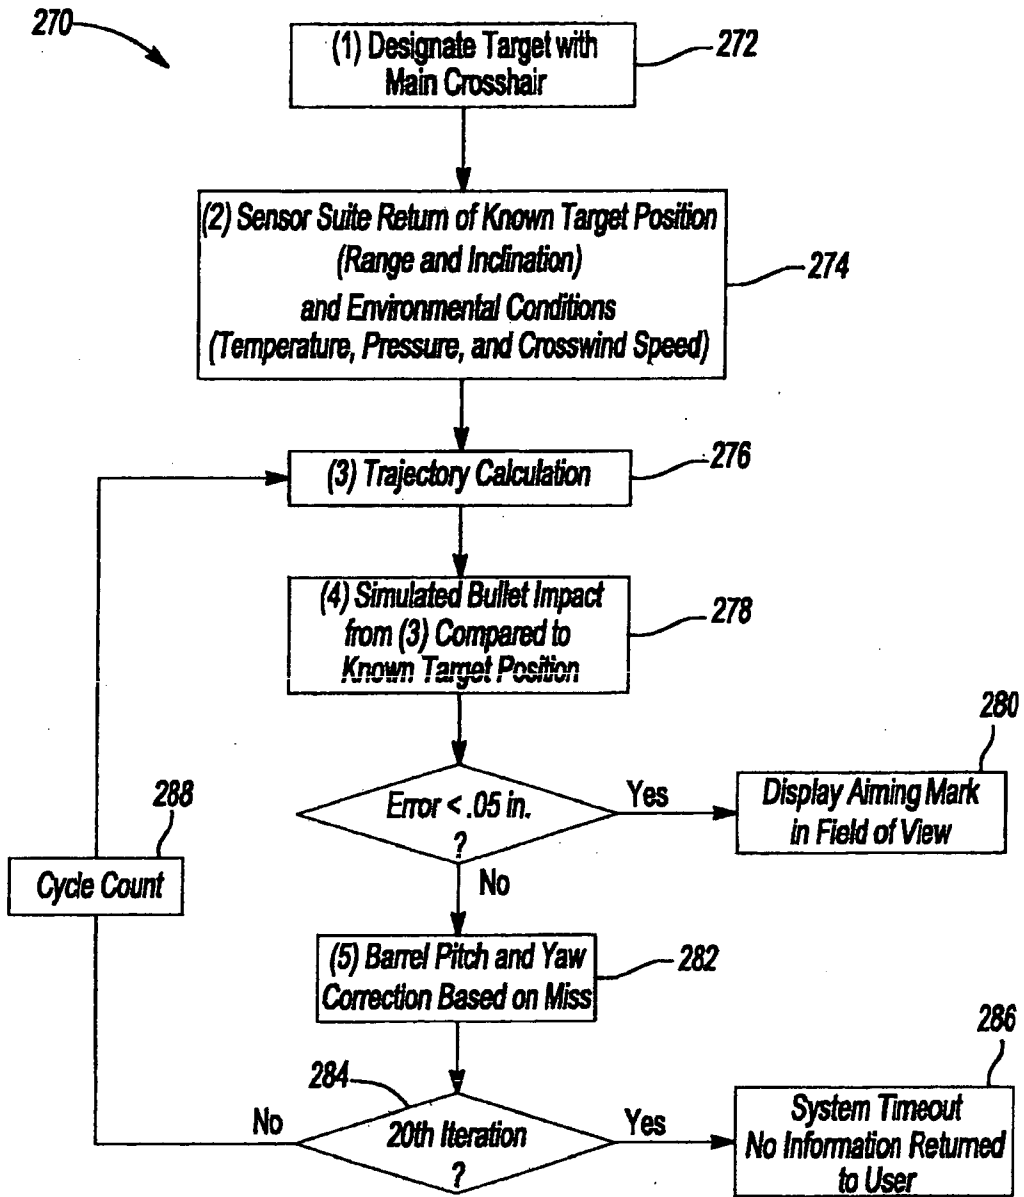 270
(1) Designate Target with
Main Crosshair
272
(2) Sensor Suite Return of Known Target Position
(Range and Inclination)
and Environmental Conditions
(Temperature, Pressure, and Crosswind Speed)
274
(3) Trajectory Calculation
276
(4) Simulated Bullet Impact
from (3) Compared to
Known Target Position
278
Error < .05 in.
?
Yes
Display Aiming Mark
in Field of View
280
No
288
Cycle Count
(5) Barrel Pitch and Yaw
Correction Based on Miss
282
284
20th Iteration
?
No
Yes
System Timeout
No Information Returned
to User
286